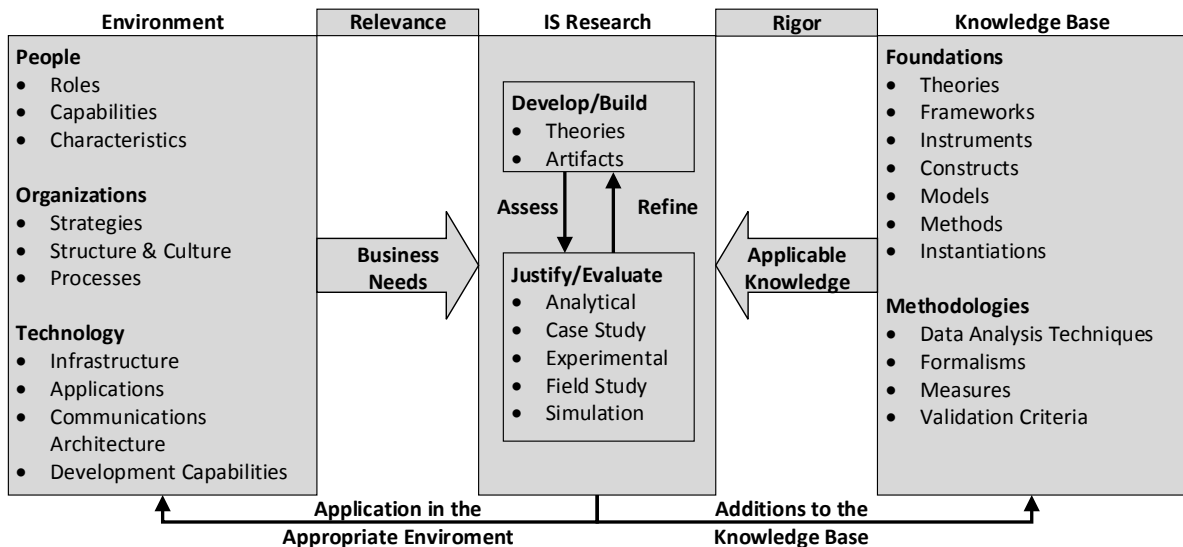 Environment
Relevance
IS Research
Rigor
Knowledge Base
People
• Roles
• Capabilities
• Characteristics
Organizations
• Strategies
• Structure & Culture
• Processes
Technology
• Infrastructure
• Applications
• Communications
Architecture
• Development Capabilities
Business
Needs
Develop/Build
• Theories
• Artifacts
Assess
Refine
Justify/Evaluate
• Analytical
• Case Study
• Experimental
• Field Study
• Simulation
Applicable
Knowledge
Foundations
• Theories
• Frameworks
• Instruments
• Constructs
• Models
• Methods
• Instantiations
Methodologies
• Data Analysis Techniques
• Formalisms
• Measures
• Validation Criteria
Application in the
Appropriate Enviroment
Additions to the
Knowledge Base